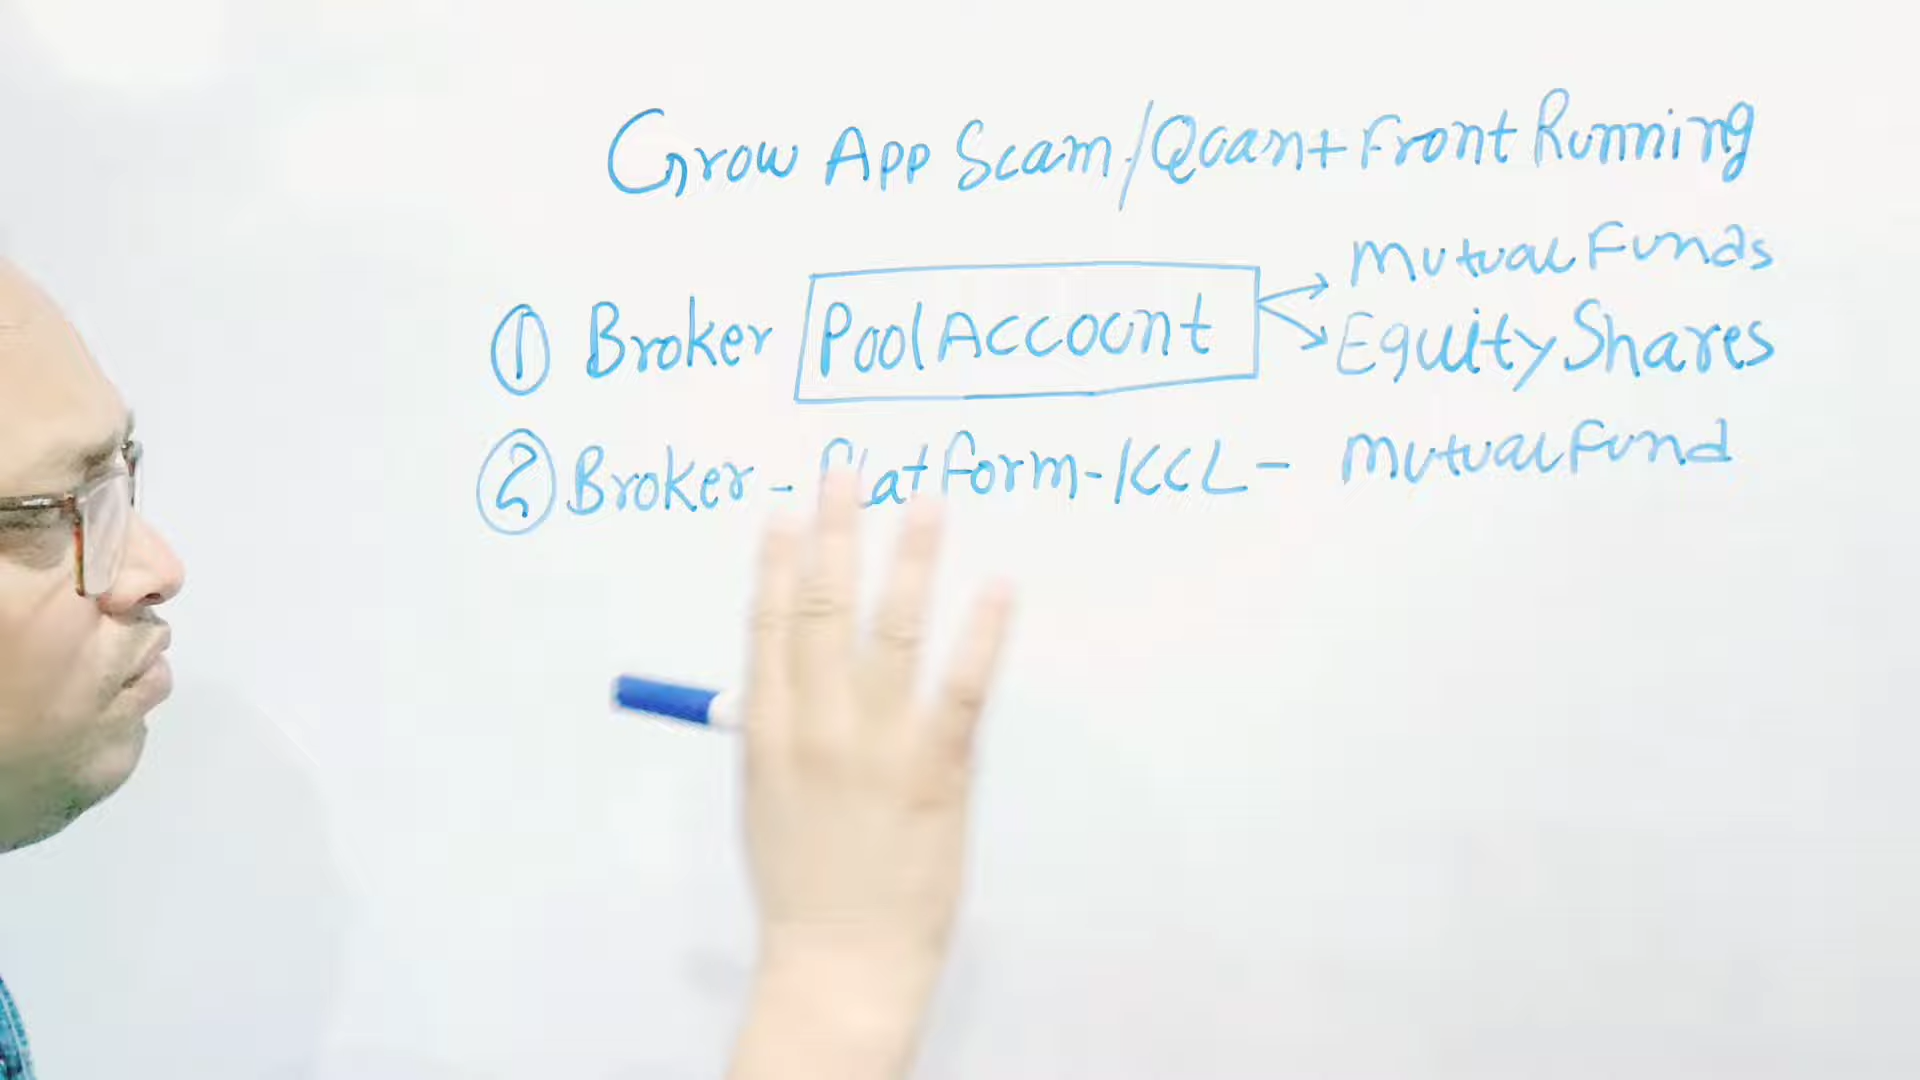 Grow App Scam/Quant Front Running
Mutual Funds
① Broker Pool Account
Equity Shares
② Broker - Platform - KCL - Mutual Fund